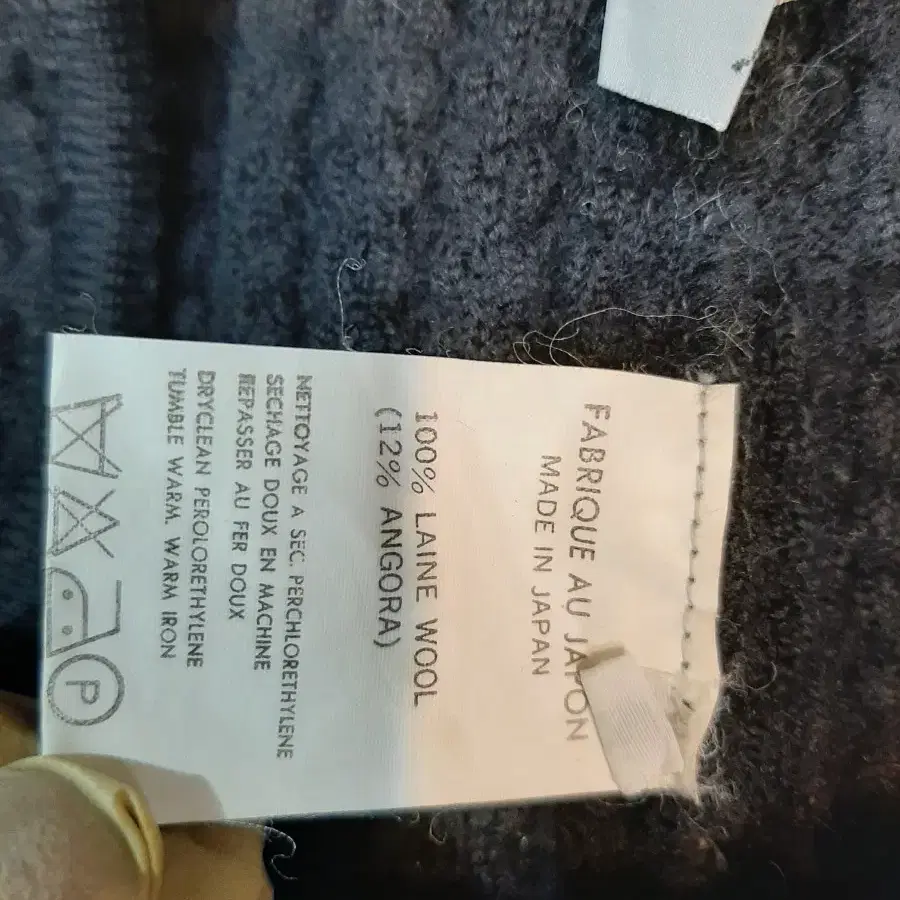 FABRIQUE AU JAPON
MADE IN JAPAN
100% LAINE WOOL
(12% ANGORA)
NETTOYAGE A SEC. PERCHLORETHYLENE
SECHAGE DOUX EN MACHINE
REPASSER AU FER DOUX
DRYCLEAN PEROLORETHYLENE
TUMBLE WARM. WARM IRON
P